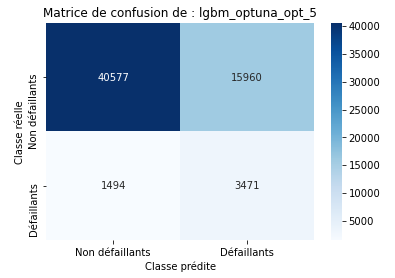 Matrice de confusion de : lgbm_optuna_opt_5
Classe réelle
Non défaillants
Défaillants
40577
15960
1494
3471
Non défaillants
Défaillants
Classe prédite
40000
35000
30000
25000
20000
15000
10000
5000